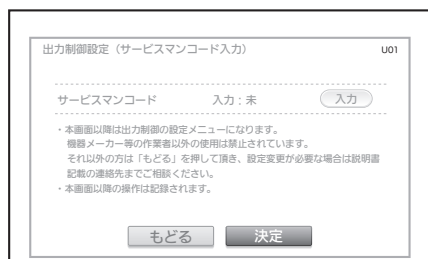 出力制御設定（サービスマンコード入力）
U01
サービスマンコード 入力：未 入力
・本画面以降は出力制御の設定メニューになります。
機器メーカー等の作業者以外の使用は禁止されています。
それ以外の方は「もどる」を押して頂き、設定変更が必要な場合は説明書
記載の連絡先までご相談ください。
・本画面以降の操作は記録されます。
もどる 決定